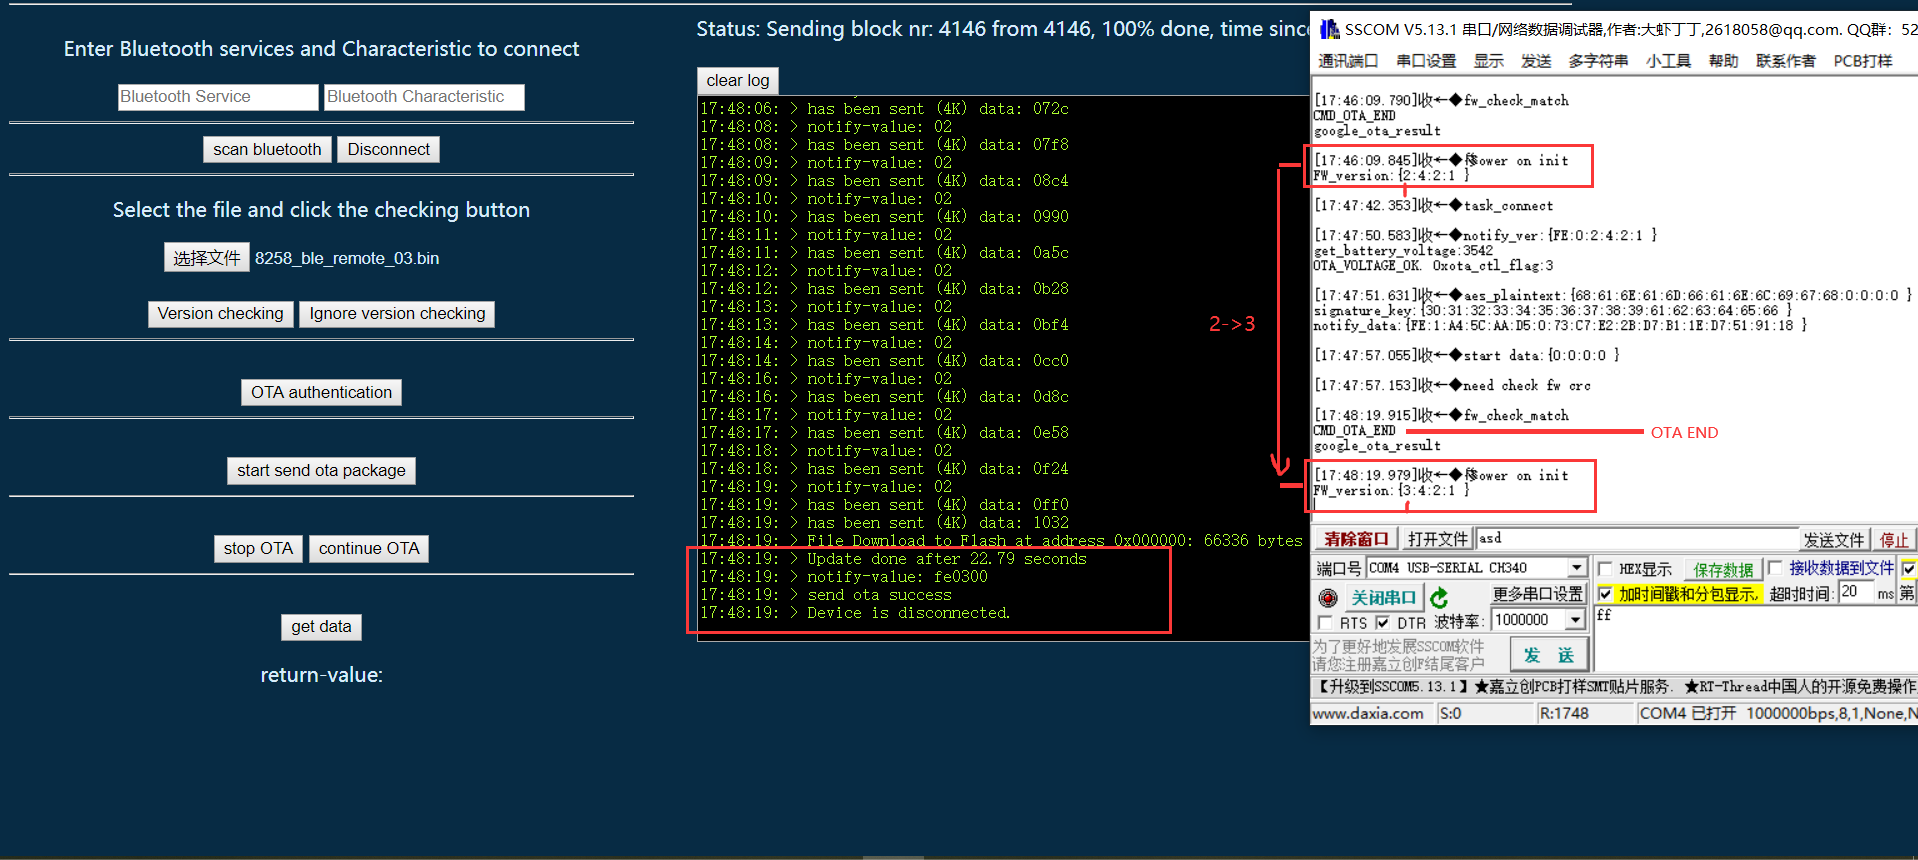 Enter Bluetooth services and Characteristic to connect
Bluetooth Service
Bluetooth Characteristic
scan bluetooth
Disconnect
Select the file and click the checking button
选择文件 8258_ble_remote_03.bin
Version checking
Ignore version checking
OTA authentication
start send ota package
stop OTA
continue OTA
get data
return-value:
Status: Sending block nr: 4146 from 4146, 100% done, time since
clear log
17:48:06: > has been sent (4K) data: 072c
17:48:08: > notify-value: 02
17:48:08: > has been sent (4K) data: 07f8
17:48:09: > notify-value: 02
17:48:09: > has been sent (4K) data: 08c4
17:48:10: > notify-value: 02
17:48:10: > has been sent (4K) data: 0990
17:48:11: > notify-value: 02
17:48:11: > has been sent (4K) data: 0a5c
17:48:12: > notify-value: 02
17:48:12: > has been sent (4K) data: 0b28
17:48:13: > notify-value: 02
17:48:13: > has been sent (4K) data: 0bf4
17:48:14: > notify-value: 02
17:48:14: > has been sent (4K) data: 0cc0
17:48:16: > notify-value: 02
17:48:16: > has been sent (4K) data: 0d8c
17:48:17: > notify-value: 02
17:48:17: > has been sent (4K) data: 0e58
17:48:18: > notify-value: 02
17:48:18: > has been sent (4K) data: 0f24
17:48:19: > notify-value: 02
17:48:19: > has been sent (4K) data: 0ff0
17:48:19: > has been sent (4K) data: 1032
17:48:19: > File Download to Flash at address 0x000000: 66336 bytes
17:48:19: > Update done after 22.79 seconds
17:48:19: > notify-value: fe0300
17:48:19: > send ota success
17:48:19: > Device is disconnected.
2->3
SSCOM V5.13.1 串口/网络数据调试器,作者:大虾丁丁,2618058@qq.com. QQ群: 52
通讯端口 串口设置 显示 发送 多字符串 小工具 帮助 联系作者 PCB打样
[17:46:09.790]收←◆fw_check_match
CMD_OTA_END
google_ota_result
[17:46:09.845]收←◆ower on init
FW_version:{2:4:2:1 }
[17:47:42.353]收←◆task_connect
[17:47:50.583]收←◆notify_ver:{FE:0:2:4:2:1 }
get_battery_voltage:3542
OTA_VOLTAGE_OK. 0xota_ctl_flag:3
[17:47:51.631]收←◆aes_plaintext:{68:61:6E:61:6D:66:61:6E:6C:69:67:68:0:0:0:0 }
signature_key:{30:31:32:33:34:35:36:37:38:39:61:62:63:64:65:66 }
notify_data:{FE:1:A4:5C:AA:D5:0:73:C7:E2:2B:D7:B1:1E:D7:51:91:18 }
[17:47:57.055]收←◆start data:{0:0:0:0 }
[17:47:57.153]收←◆need check fw crc
[17:48:19.915]收←◆fw_check_match
CMD_OTA_END
OTA END
google_ota_result
[17:48:19.979]收←◆ower on init
FW_version:{3:4:2:1 }
清除窗口 打开文件 asd 发送文件 停止
端口号 COM4 USB-SERIAL CH340 HEX显示 保存数据 接收数据到文件
关闭串口 更多串口设置 加时间戳和分包显示, 超时时间: 20 ms 第
RTS DTR 波特率: 1000000
ff
为了更好地发展SSCOM软件
请您注册嘉立创F结尾客户
发 送
【升级到SSCOM5.13.1】★嘉立创PCB打样SMT贴片服务. ★RT-Thread中国人的开源免费操作
www.daxia.com S:0 R:1748 COM4 已打开 1000000bps,8,1,None,N